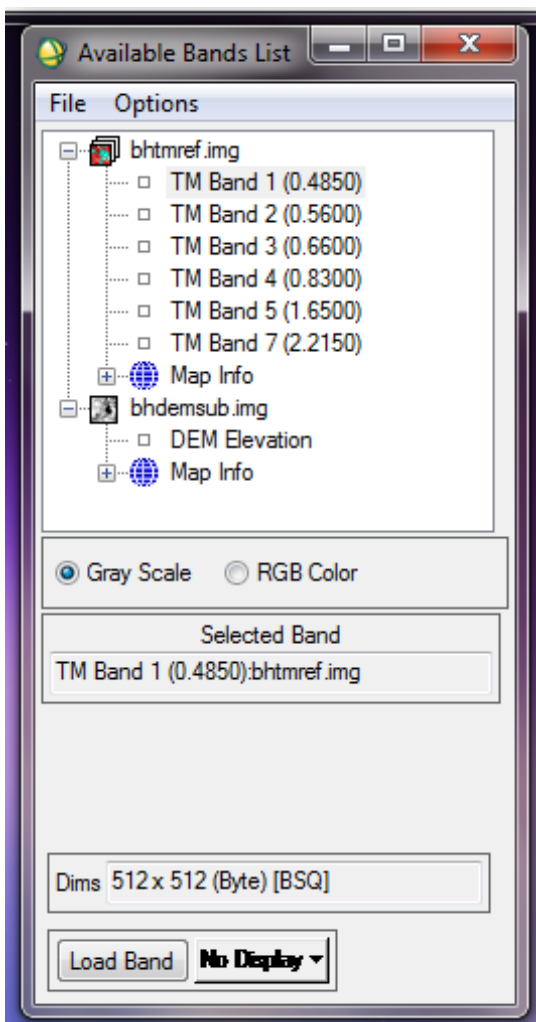 Available Bands List
File Options
bhtmref.img
TM Band 1 (0.4850)
TM Band 2 (0.5600)
TM Band 3 (0.6600)
TM Band 4 (0.8300)
TM Band 5 (1.6500)
TM Band 7 (2.2150)
Map Info
bhdemsub.img
DEM Elevation
Map Info
Gray Scale RGB Color
Selected Band
TM Band 1 (0.4850):bhtmref.img
Dims 512 x 512 (Byte) [BSQ]
Load Band No Display